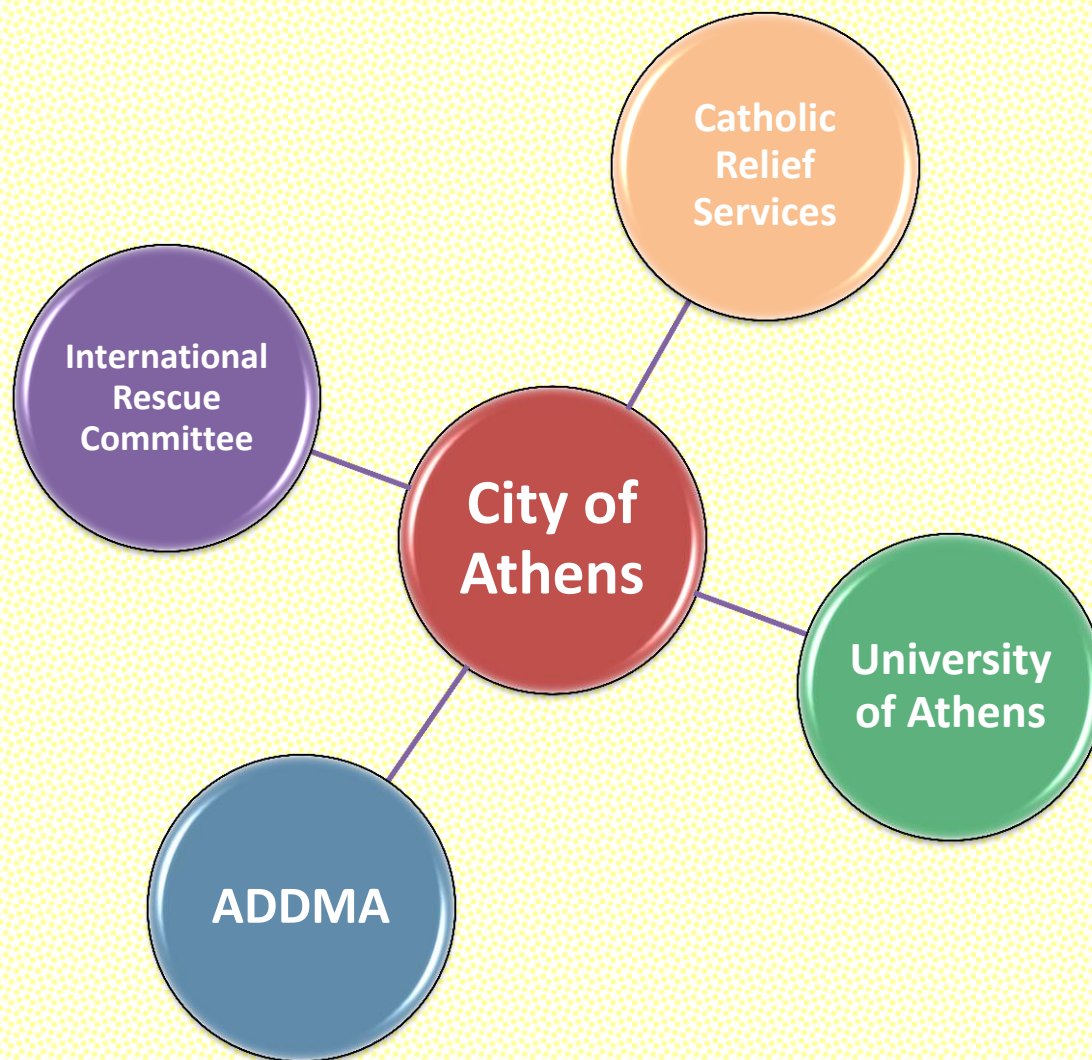 Catholic
Relief
Services
International
Rescue
Committee
City of
Athens
University
of Athens
ADDMA